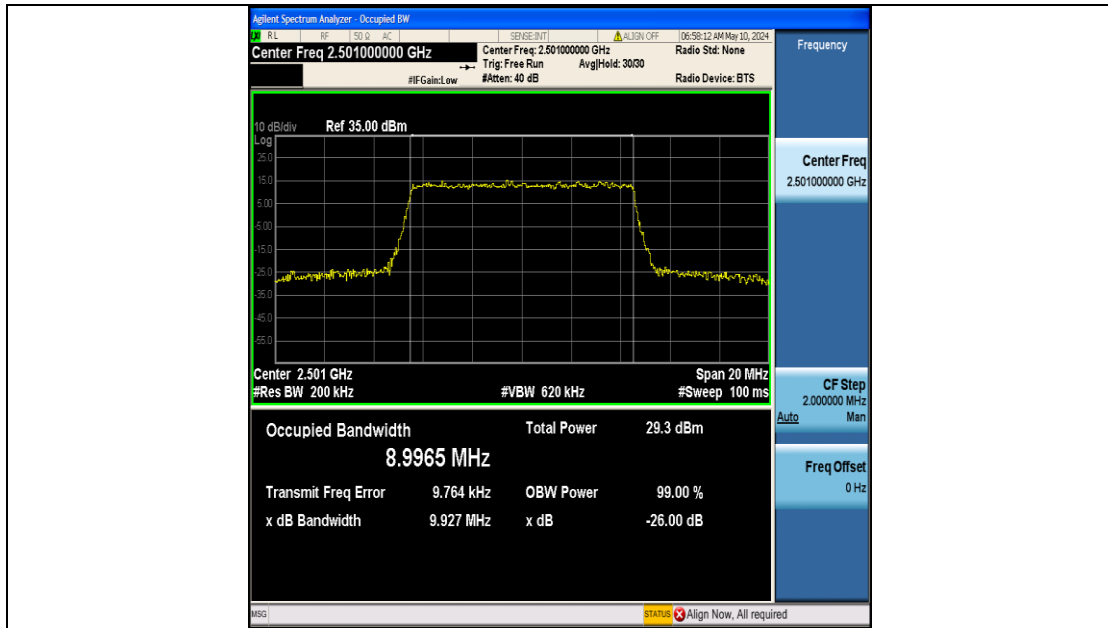 Agilent Spectrum Analyzer - Occupied BW
RL RF 50 Ω AC SENSE:INT ALIGN OFF 06:58:12 AM May 10, 2024
Center Freq 2.501000000 GHz
Center Freq: 2.501000000 GHz Radio Std: None
Trig: Free Run Avg|Hold: 30/30
#IFGain:Low #Atten: 40 dB Radio Device: BTS
10 dB/div Ref 35.00 dBm
Log
25.0
15.0
5.00
-5.00
-15.0
-25.0
-35.0
-45.0
-55.0
Center 2.501 GHz Span 20 MHz
#Res BW 200 kHz #VBW 620 kHz #Sweep 100 ms
Occupied Bandwidth Total Power 29.3 dBm
8.9965 MHz
Transmit Freq Error 9.764 kHz OBW Power 99.00 %
x dB Bandwidth 9.927 MHz x dB -26.00 dB
Frequency
Center Freq
2.501000000 GHz
CF Step
2.000000 MHz
Auto Man
Freq Offset
0 Hz
MSG STATUS Align Now, All required